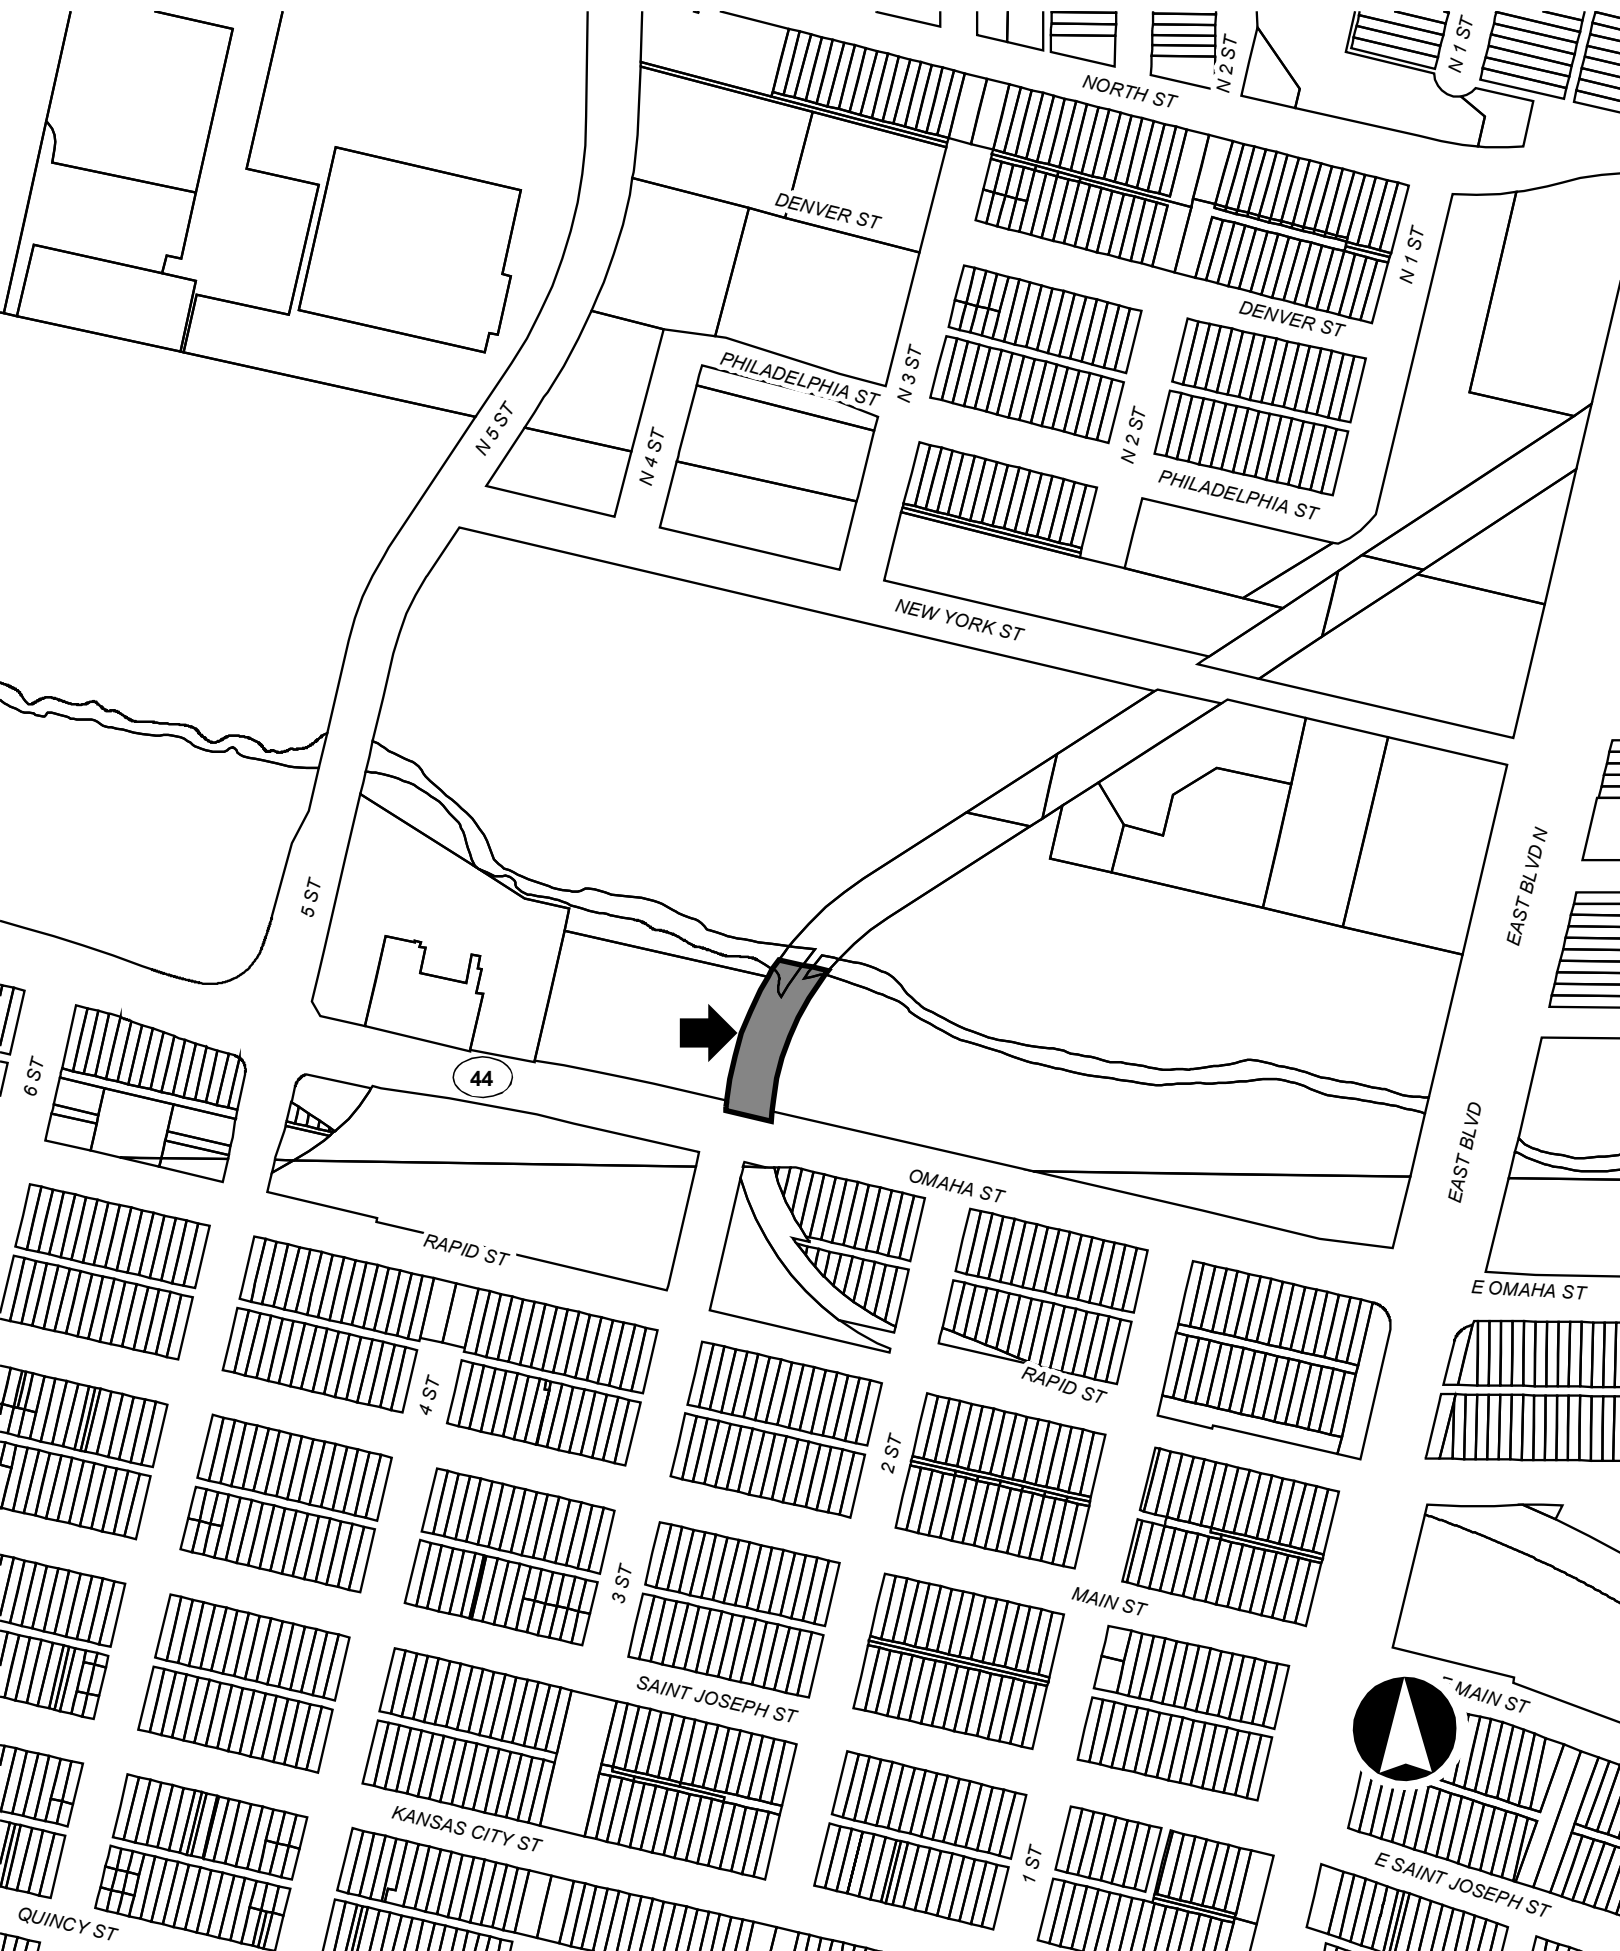 N 1 ST
N 2 ST
NORTH ST
DENVER ST
N 1 ST
DENVER ST
PHILADELPHIA ST
N 3 ST
N 5 ST
N 4 ST
N 2 ST
PHILADELPHIA ST
NEW YORK ST
EAST BLVD N
5 ST
6 ST
44
EAST BLVD
OMAHA ST
RAPID ST
E OMAHA ST
RAPID ST
4 ST
2 ST
3 ST
MAIN ST
SAINT JOSEPH ST
MAIN ST
KANSAS CITY ST
1 ST
E SAINT JOSEPH ST
QUINCY ST